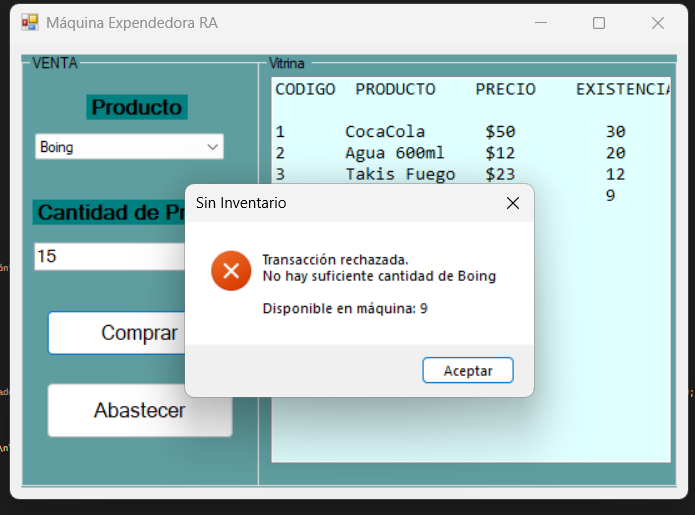 Máquina Expendedora RA
VENTA
Producto
Boing
Cantidad de Pr
15
Comprar
Abastecer
Vitrina
CODIGO PRODUCTO PRECIO EXISTENCIA
1 CocaCola $50 30
2 Agua 600ml $12 20
3 Takis Fuego $23 12
9
Sin Inventario
Transacción rechazada.
No hay suficiente cantidad de Boing
Disponible en máquina: 9
Aceptar